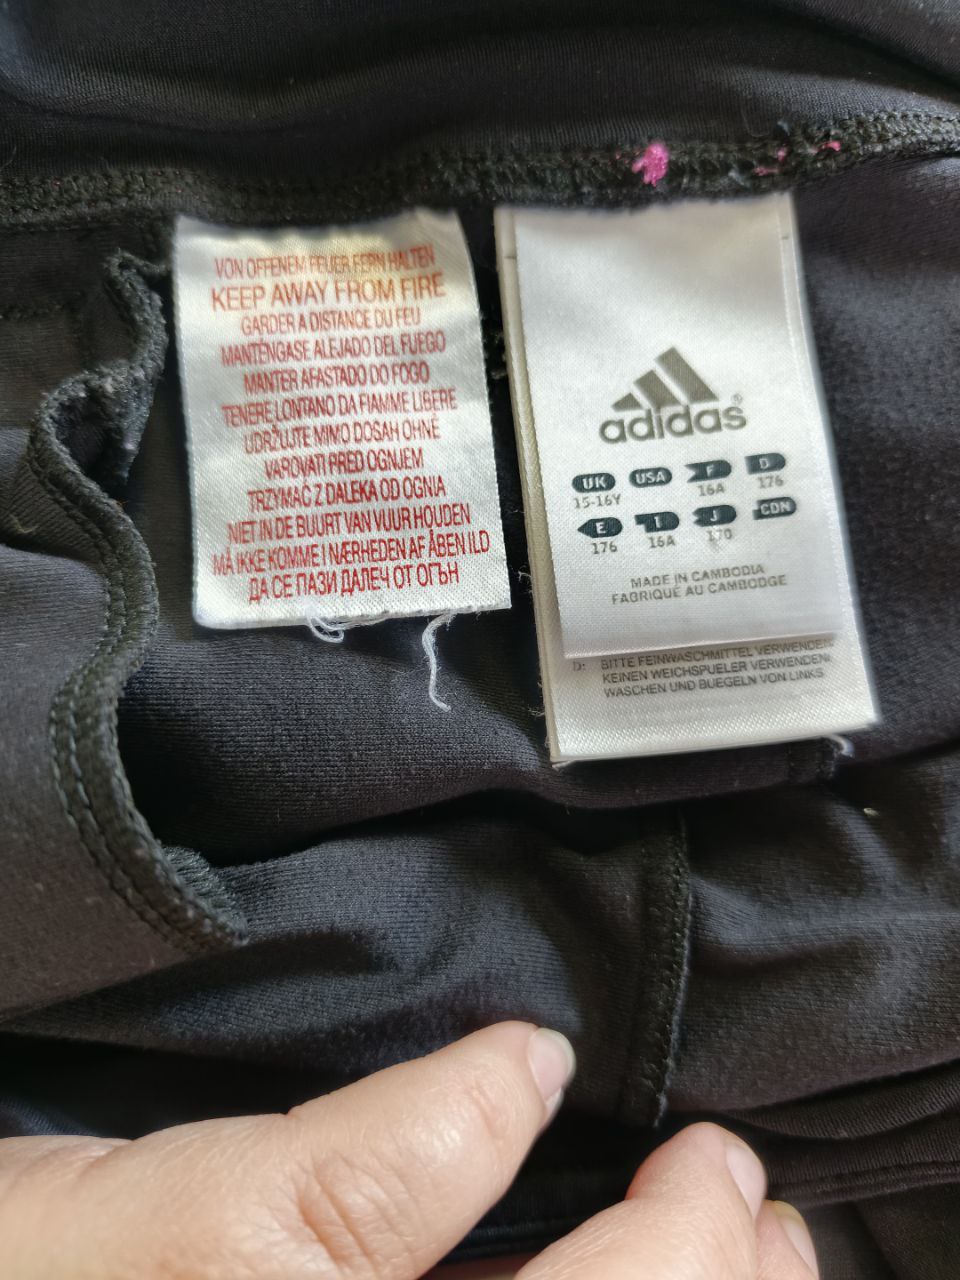 VON OFFENEM FEUER FERN HALTEN
KEEP AWAY FROM FIRE
GARDER A DISTANCE DU FEU
MANTÉNGASE ALEJADO DEL FUEGO
MANTER AFASTADO DO FOGO
TENERE LONTANO DA FIAMME LIBERE
UDRŽUJTE MIMO DOSAH OHNĚ
VAROVATI PRED OGNJEM
TRZYMAĆ Z DALEKA OD OGNIA
NIET IN DE BUURT VAN VUUR HOUDEN
MÅ IKKE KOMME I NÆRHEDEN AF ÅBEN ILD
ДА СЕ ПАЗИ ДАЛЕЧ ОТ ОГЪН
adidas®
UK USA F D
15-16Y 16A 176
E I J CDN
176 16A 170
MADE IN CAMBODIA
FABRIQUÉ AU CAMBODGE
D: BITTE FEINWASCHMITTEL VERWENDEN.
KEINEN WEICHSPUELER VERWENDEN!
WASCHEN UND BUEGELN VON LINKS.